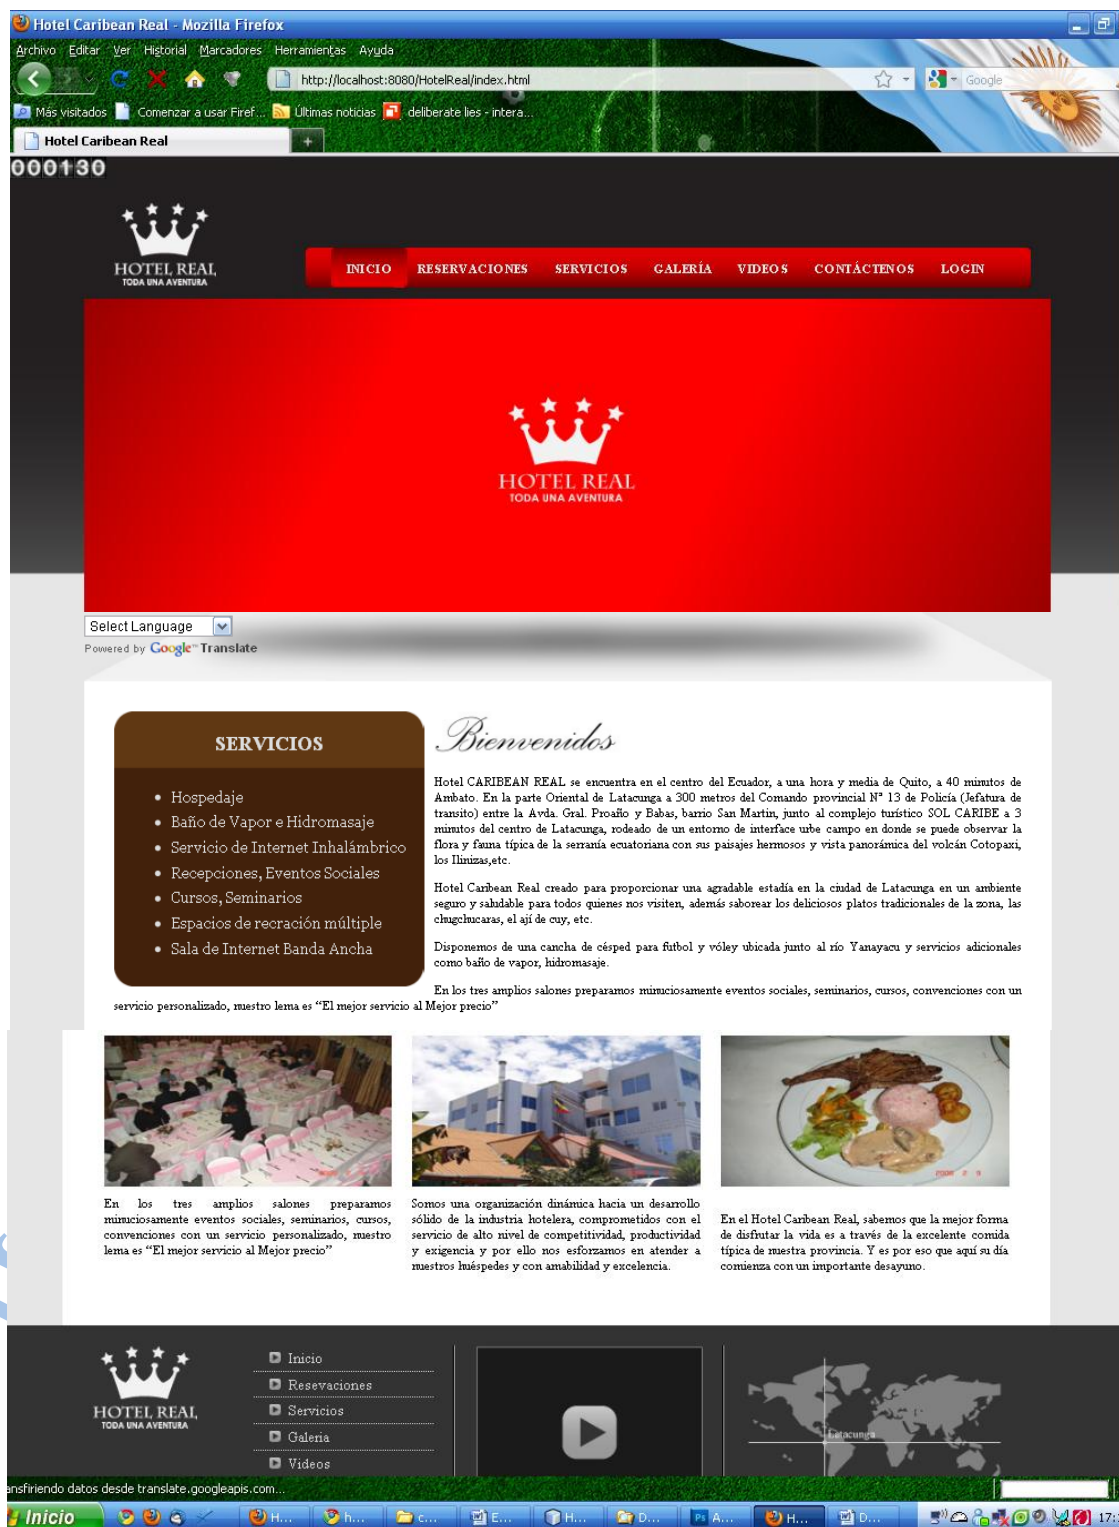 Hotel Caribean Real - Mozilla Firefox
Archivo Editar Ver Historial Marcadores Herramientas Ayuda
http://localhost:8080/HotelReal/index.html
Google
Más visitados Comenzar a usar Firef... Últimas noticias deliberate lies - intera...
Hotel Caribean Real
+
000130
HOTEL REAL
TODA UNA AVENTURA
INICIO RESERVACIONES SERVICIOS GALERÍA VIDEOS CONTÁCTENOS LOGIN
HOTEL REAL
TODA UNA AVENTURA
Select Language
Powered by Google™ Translate
SERVICIOS
• Hospedaje
• Baño de Vapor e Hidromasaje
• Servicio de Internet Inhalámbrico
• Recepciones, Eventos Sociales
• Cursos, Seminarios
• Espacios de recración múltiple
• Sala de Internet Banda Ancha
Bienvenidos
Hotel CARIBEAN REAL se encuentra en el centro del Ecuador, a una hora y media de Quito, a 40 minutos de
Ambato. En la parte Oriental de Latacunga a 300 metros del Comando provincial Nº 13 de Policía (Jefatura de
transito) entre la Avda. Gral. Proaño y Babas, barrio San Martin, junto al complejo turístico SOL CARIBE a 3
minutos del centro de Latacunga, rodeado de un entorno de interface urbe campo en donde se puede observar la
flora y fauna típica de la serranía ecuatoriana con sus paisajes hermosos y vista panorámica del volcán Cotopaxi,
los Ilinizas,etc.
Hotel Caribean Real creado para proporcionar una agradable estadía en la ciudad de Latacunga en un ambiente
seguro y saludable para todos quienes nos visiten, además saborear los deliciosos platos tradicionales de la zona, las
chugchucaras, el ají de cuy, etc.
Disponemos de una cancha de césped para futbol y vóley ubicada junto al río Yanayacu y servicios adicionales
como baño de vapor, hidromasaje.
En los tres amplios salones preparamos minuciosamente eventos sociales, seminarios, cursos, convenciones con un
servicio personalizado, nuestro lema es “El mejor servicio al Mejor precio”
2008 2 9
En los tres amplios salones preparamos
minuciosamente eventos sociales, seminarios, cursos,
convenciones con un servicio personalizado, nuestro
lema es “El mejor servicio al Mejor precio”
Somos una organización dinámica hacia un desarrollo
sólido de la industria hotelera, comprometidos con el
servicio de alto nivel de competitividad, productividad
y exigencia y por ello nos esforzamos en atender a
nuestros huéspedes y con amabilidad y excelencia.
En el Hotel Caribean Real, sabemos que la mejor forma
de disfrutar la vida es a través de la excelente comida
típica de nuestra provincia. Y es por eso que aquí su día
comienza con un importante desayuno.
HOTEL REAL
TODA UNA AVENTURA
Inicio
Resevaciones
Servicios
Galeria
Videos
Latacunga
ansfiriendo datos desde translate.googleapis.com...
Inicio H... h... c... E... H... D... Ps A... H... D... 17: